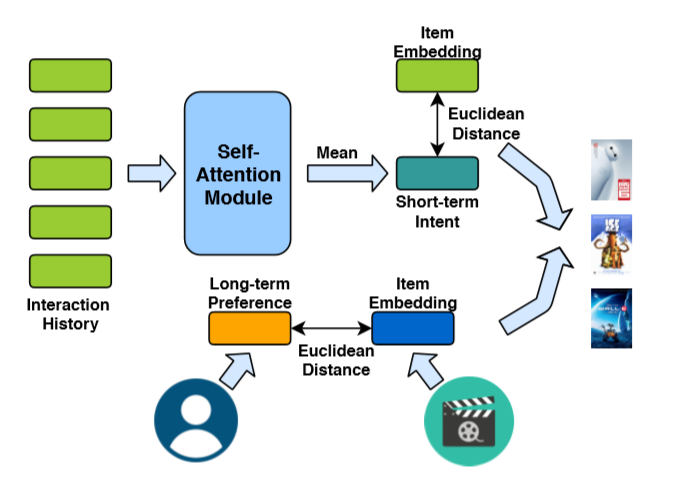 Item
Embedding
Euclidean
Distance
Self-
Attention
Module
Mean
Short-term
Intent
Interaction
History
Long-term
Preference
Item
Embedding
Euclidean
Distance